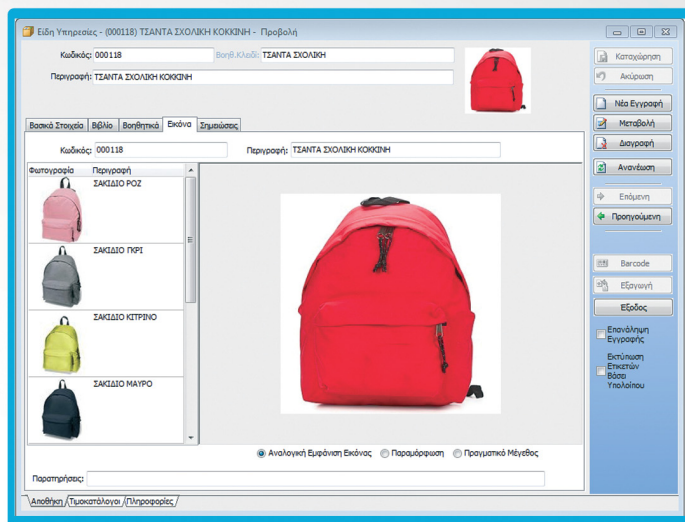 Είδη Υπηρεσίες - (000118) ΤΣΑΝΤΑ ΣΧΟΛΙΚΗ ΚΟΚΚΙΝΗ - Προβολή
Κωδικός: 000118 Βοηθ.Κλειδί: ΤΣΑΝΤΑ ΣΧΟΛΙΚΗ
Περιγραφή: ΤΣΑΝΤΑ ΣΧΟΛΙΚΗ ΚΟΚΚΙΝΗ
Βασικά Στοιχεία Βιβλίο Βοηθητικά Εικόνα Σημειώσεις
Κωδικός: 000118 Περιγραφή: ΤΣΑΝΤΑ ΣΧΟΛΙΚΗ ΚΟΚΚΙΝΗ
Φωτογραφία Περιγραφή
ΣΑΚΙΔΙΟ ΡΟΖ
ΣΑΚΙΔΙΟ ΓΚΡΙ
ΣΑΚΙΔΙΟ ΚΙΤΡΙΝΟ
ΣΑΚΙΔΙΟ ΜΑΥΡΟ
Αναλογική Εμφάνιση Εικόνας Παραμόρφωση Πραγματικό Μέγεθος
Παρατηρήσεις:
Αποθήκη Τιμοκατάλογοι Πληροφορίες
Καταχώρηση
Ακύρωση
Νέα Εγγραφή
Μεταβολή
Διαγραφή
Ανανέωση
Επόμενη
Προηγούμενη
Barcode
Εξαγωγή
Έξοδος
Επανάληψη
Εγγραφής
Εκτύπωση
Ετικετών
Βάσει
Υπολοίπου